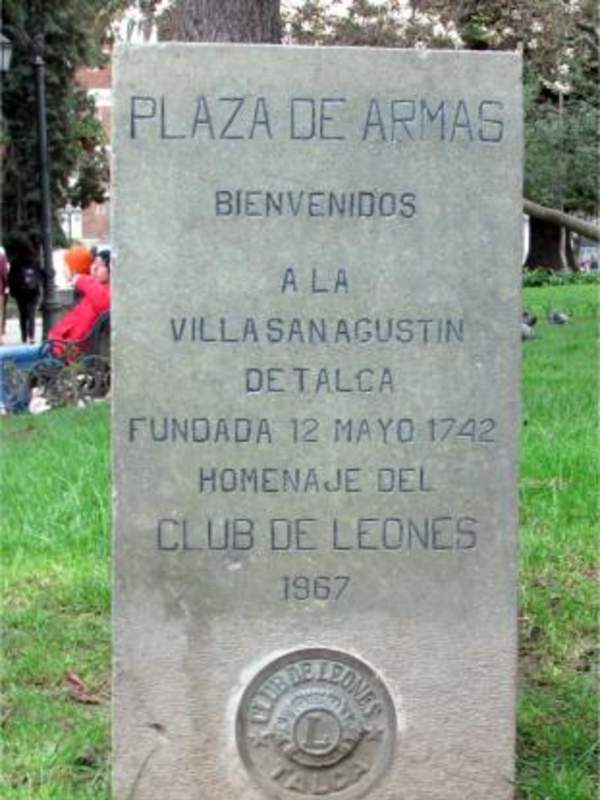 PLAZA DE ARMAS
BIENVENIDOS
A LA
VILLA SAN AGUSTIN
DE TALCA
FUNDADA 12 MAYO 1742
HOMENAJE DEL
CLUB DE LEONES
1967
CLUB DE LEONES
L
TALCA